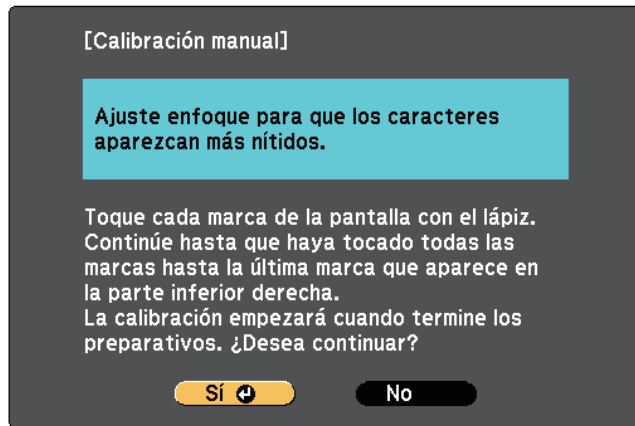 [Calibración manual]
Ajuste enfoque para que los caracteres
aparezcan más nítidos.
Toque cada marca de la pantalla con el lápiz.
Continúe hasta que haya tocado todas las
marcas hasta la última marca que aparece en
la parte inferior derecha.
La calibración empezará cuando termine los
preparativos. ¿Desea continuar?
Sí No